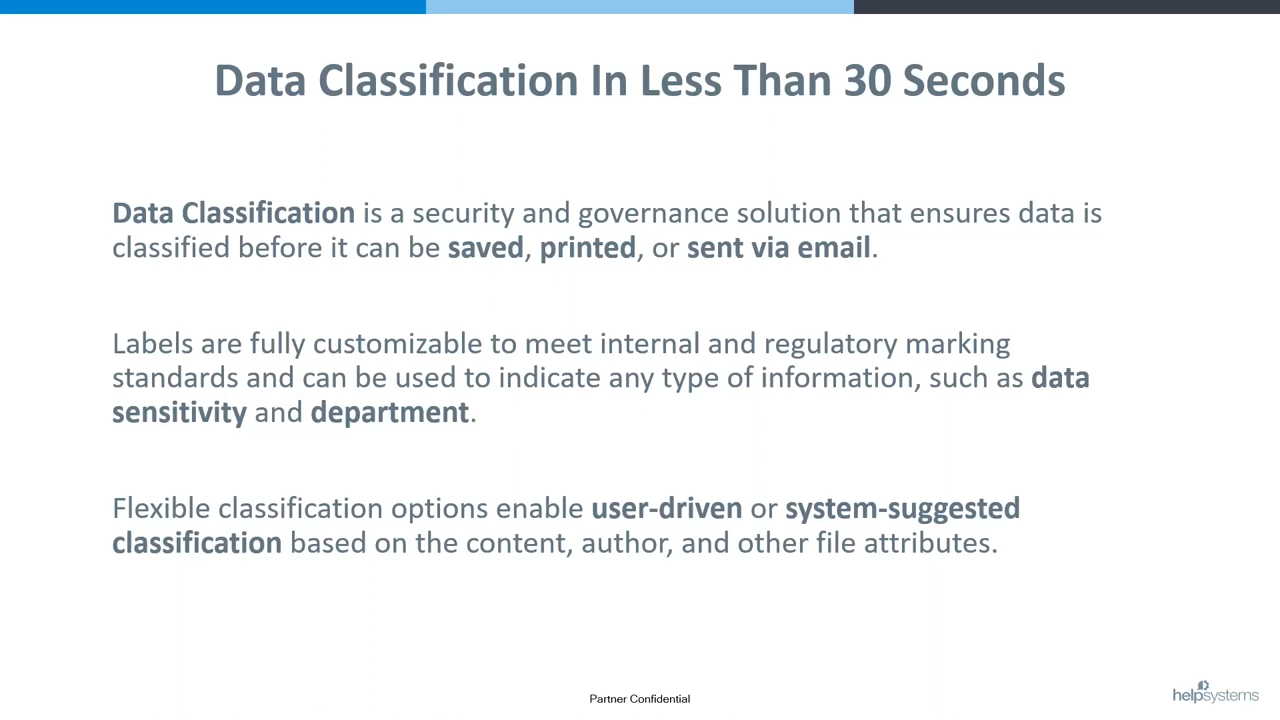 Data Classification In Less Than 30 Seconds
Data Classification is a security and governance solution that ensures data is
classified before it can be saved, printed, or sent via email.
Labels are fully customizable to meet internal and regulatory marking
standards and can be used to indicate any type of information, such as data
sensitivity and department.
Flexible classification options enable user-driven or system-suggested
classification based on the content, author, and other file attributes.
Partner Confidential
helpsystems